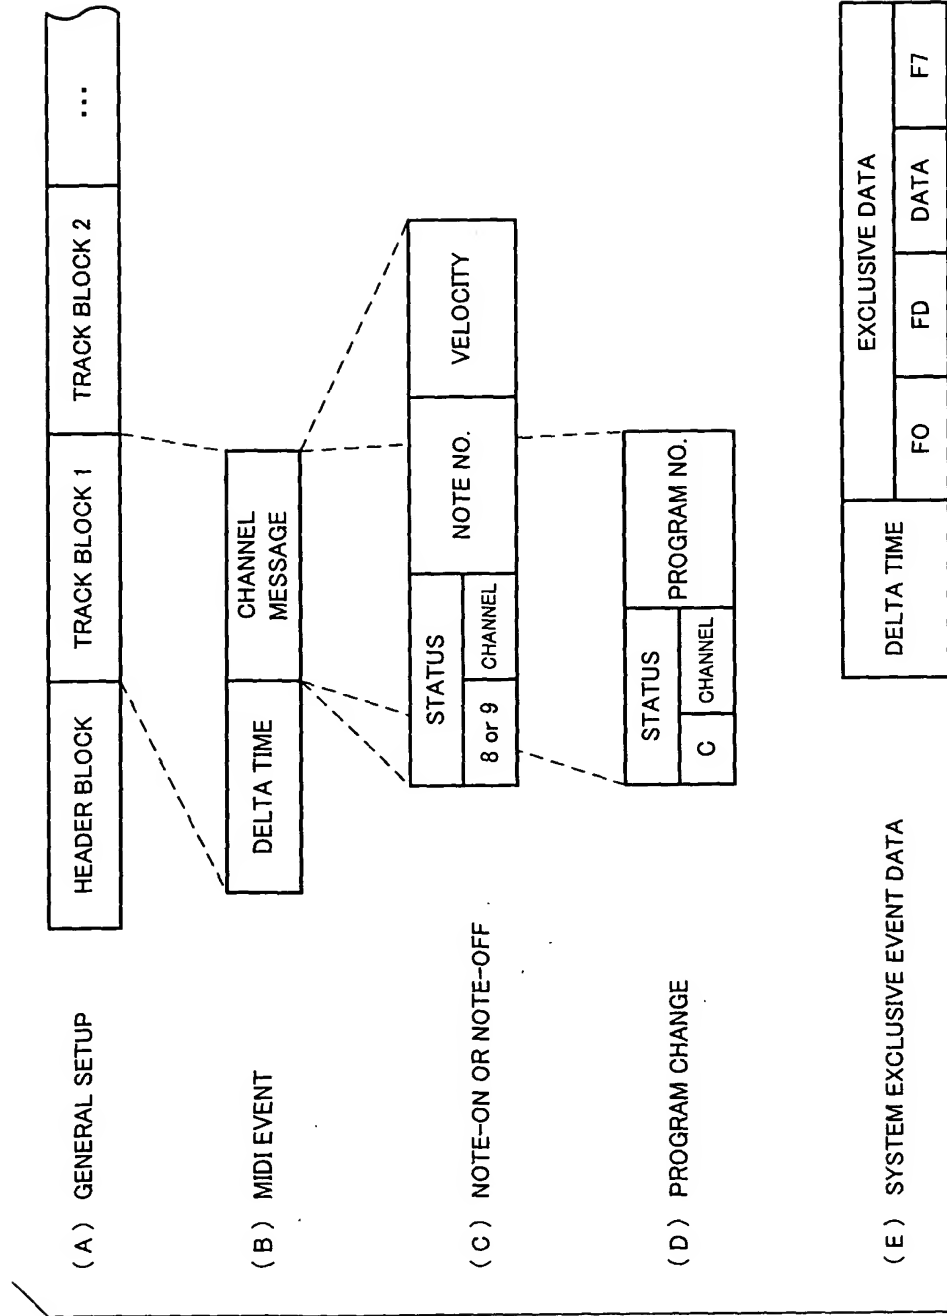 (A) GENERAL SETUP
HEADER BLOCK
TRACK BLOCK 1
TRACK BLOCK 2
...
(B) MIDI EVENT
DELTA TIME
CHANNEL
MESSAGE
(C) NOTE-ON OR NOTE-OFF
STATUS
8 or 9
CHANNEL
NOTE NO.
VELOCITY
(D) PROGRAM CHANGE
STATUS
C
CHANNEL
PROGRAM NO.
(E) SYSTEM EXCLUSIVE EVENT DATA
DELTA TIME
EXCLUSIVE DATA
F0
FD
DATA
F7